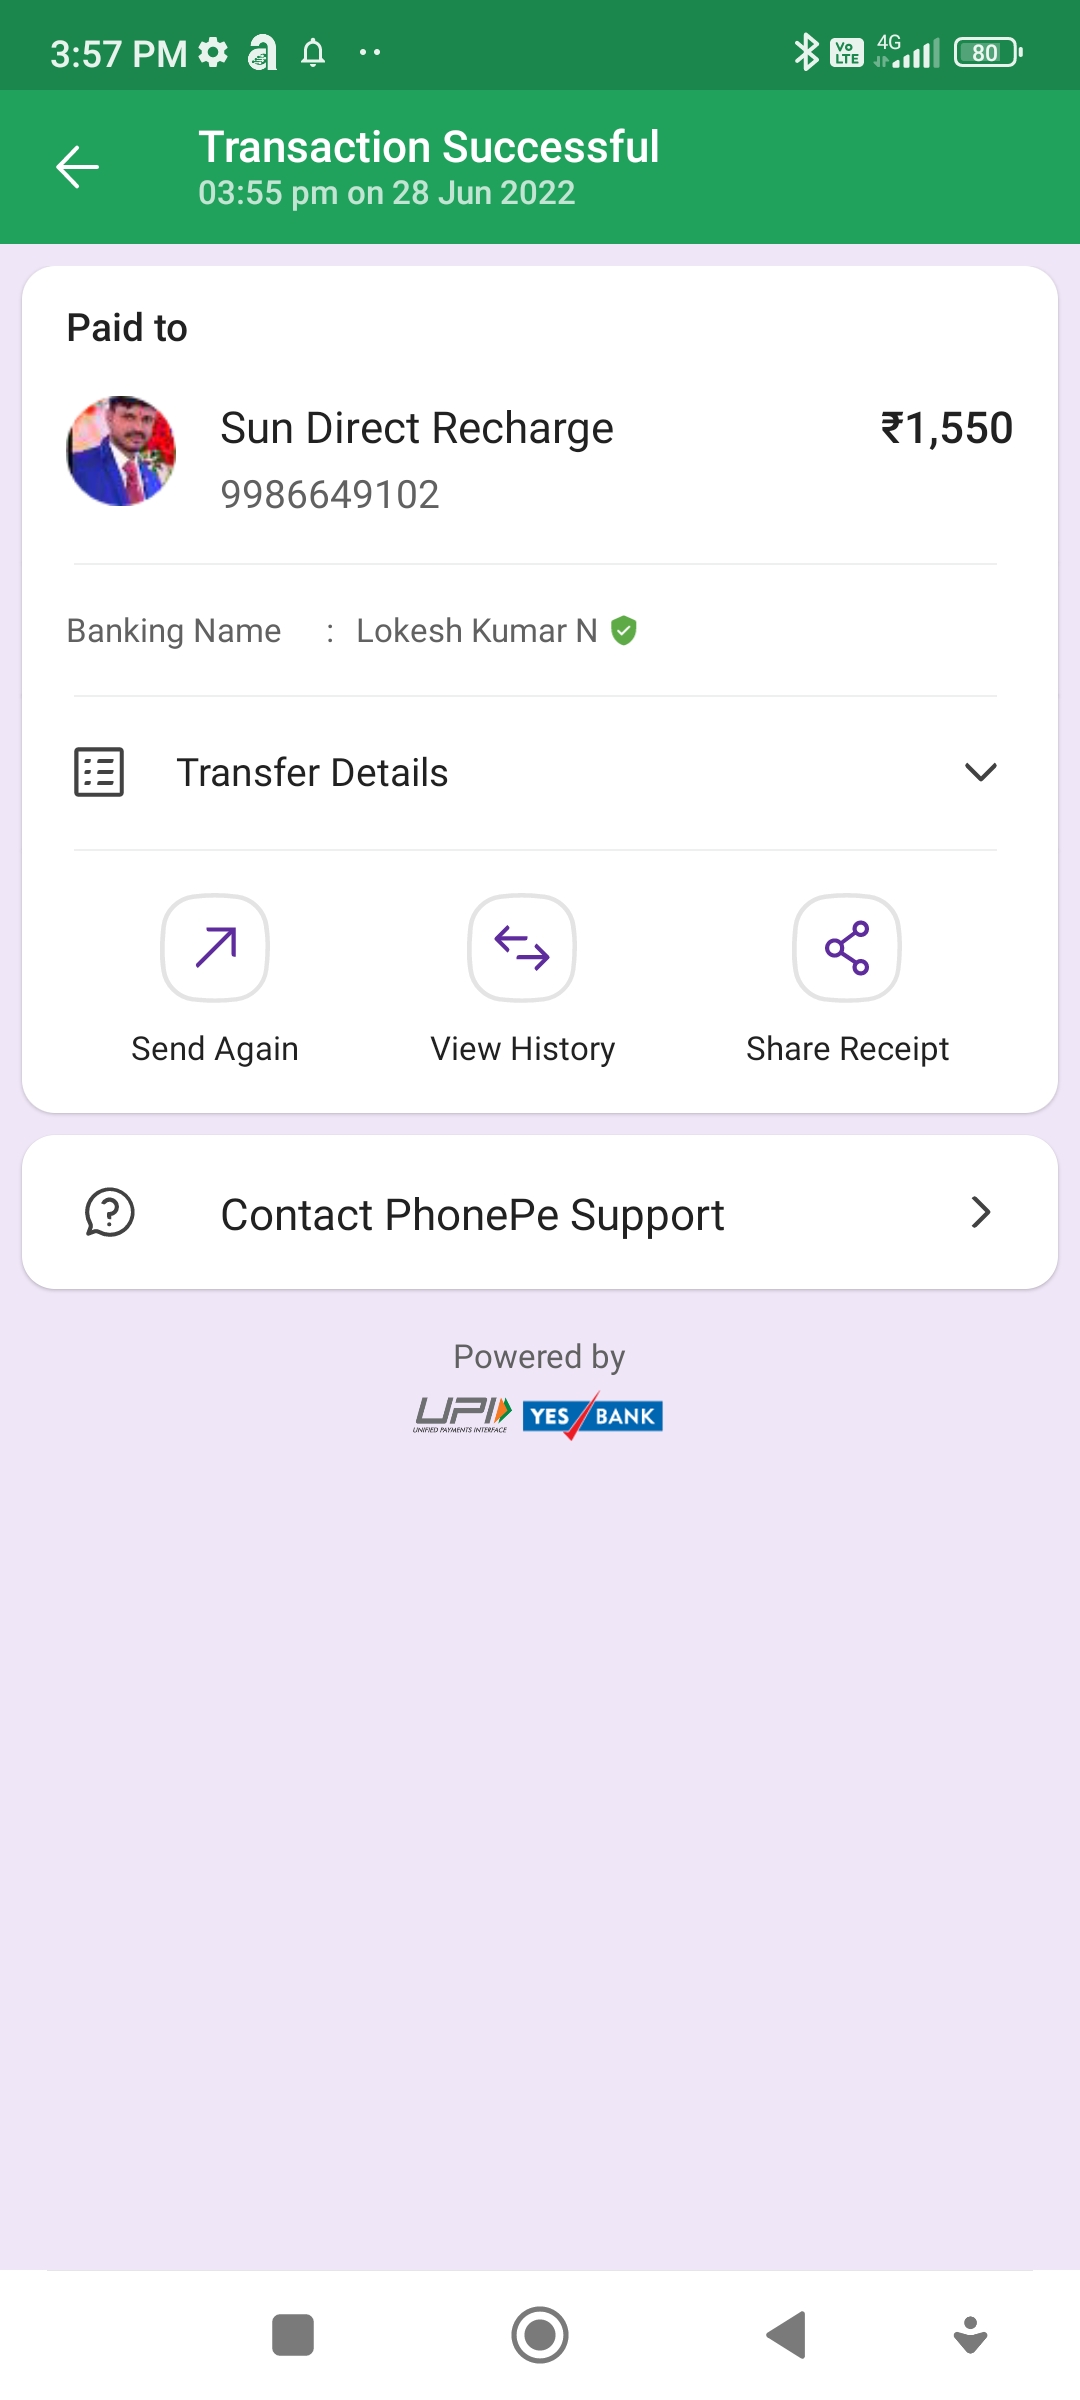 3:57 PM
Vo LTE
4G
80
Transaction Successful
03:55 pm on 28 Jun 2022
Paid to
Sun Direct Recharge
₹1,550
9986649102
Banking Name : Lokesh Kumar N
Transfer Details
Send Again
View History
Share Receipt
Contact PhonePe Support
Powered by
UPI
UNIFIED PAYMENTS INTERFACE
YES BANK